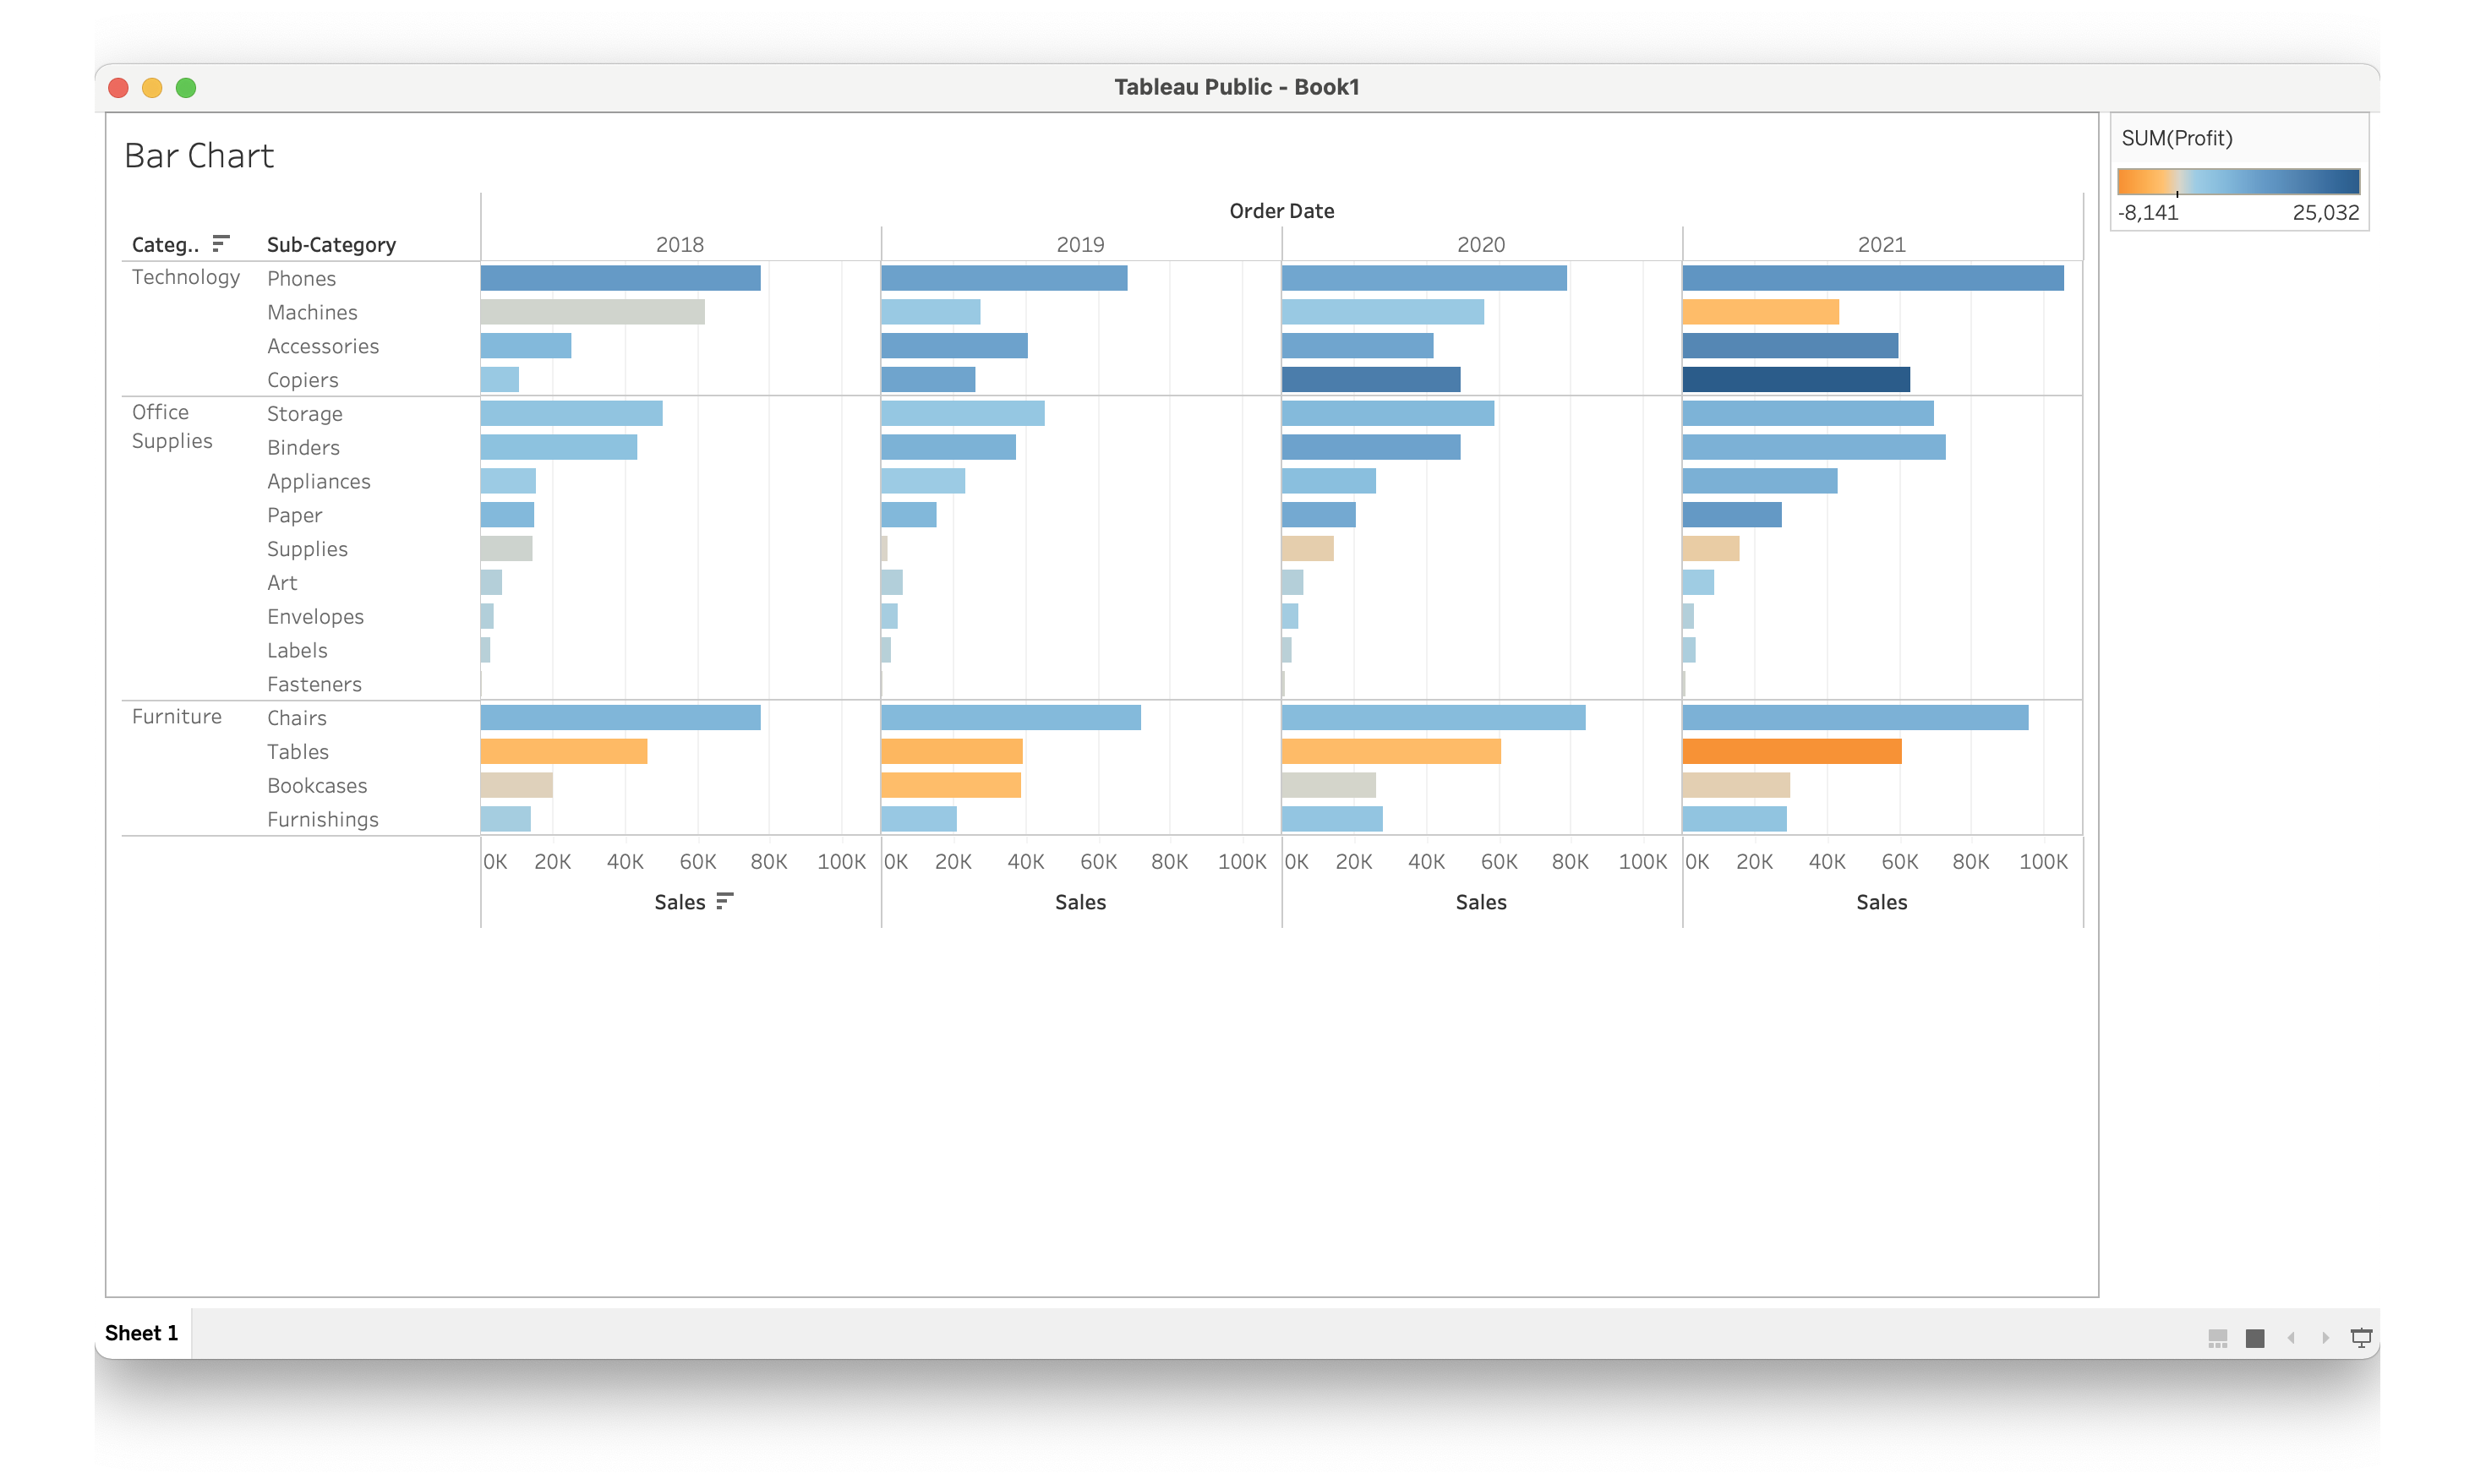 Tableau Public - Book1
Bar Chart
SUM(Profit)
-8,141 25,032
Order Date
Categ.. Sub-Category 2018 2019 2020 2021
Technology Phones
Machines
Accessories
Copiers
Office Storage
Supplies Binders
Appliances
Paper
Supplies
Art
Envelopes
Labels
Fasteners
Furniture Chairs
Tables
Bookcases
Furnishings
0K 20K 40K 60K 80K 100K 0K 20K 40K 60K 80K 100K 0K 20K 40K 60K 80K 100K 0K 20K 40K 60K 80K 100K
Sales Sales Sales Sales
Sheet 1